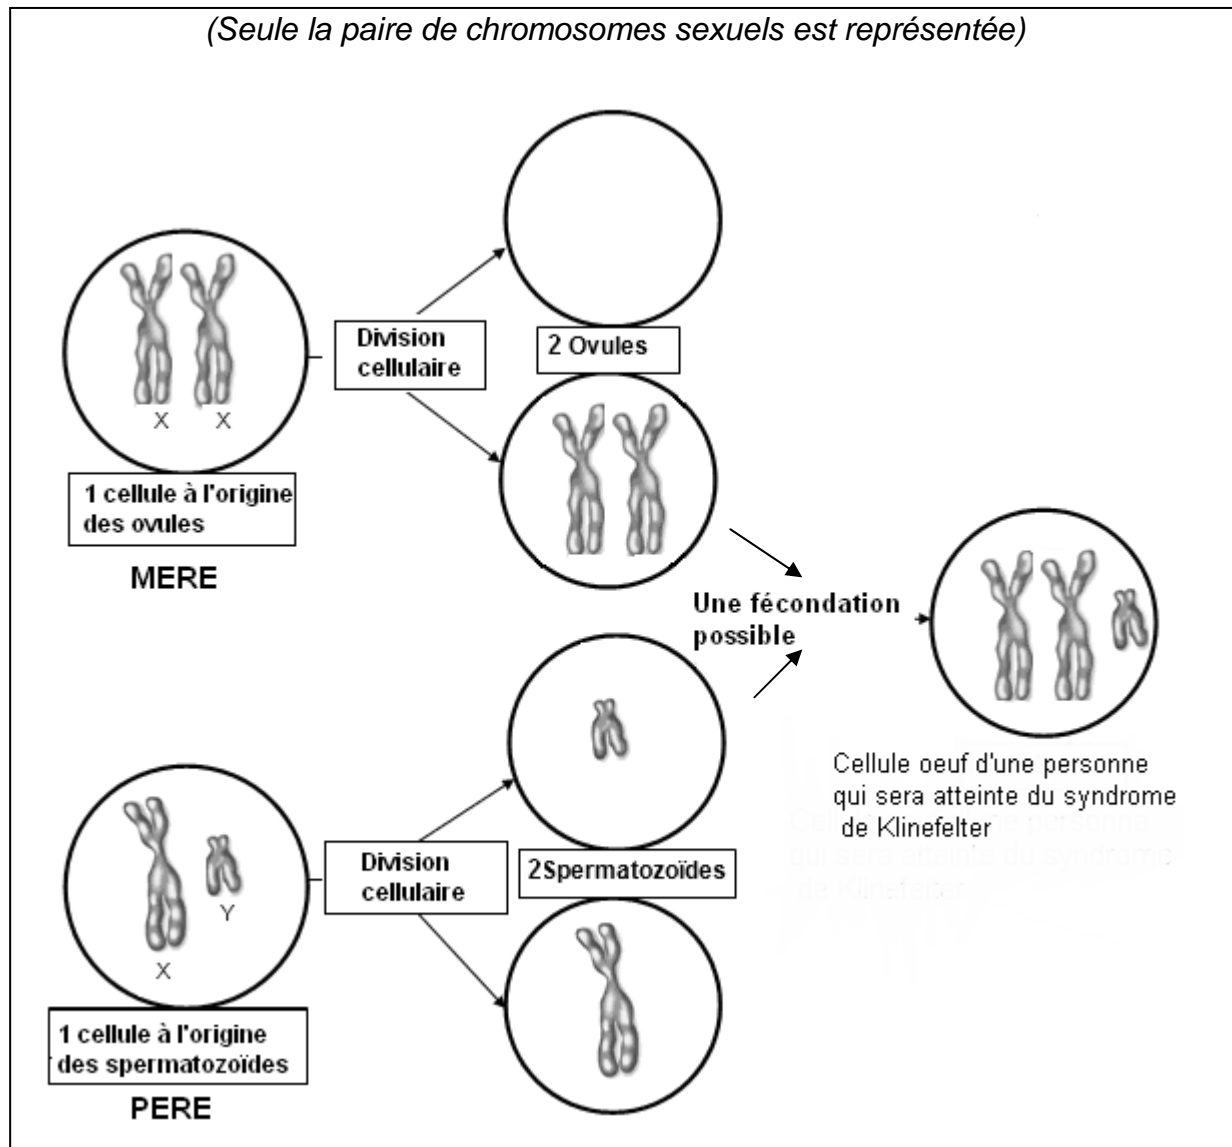 (Seule la paire de chromosomes sexuels est représentée)
Division
cellulaire
2 Ovules
X X
1 cellule à l'origine
des ovules
MERE
Une fécondation
possible
Cellule oeuf d'une personne
qui sera atteinte du syndrome
de Klinefelter
Y
X
Division
cellulaire
2Spermatozoïdes
1 cellule à l'origine
des spermatozoïdes
PERE